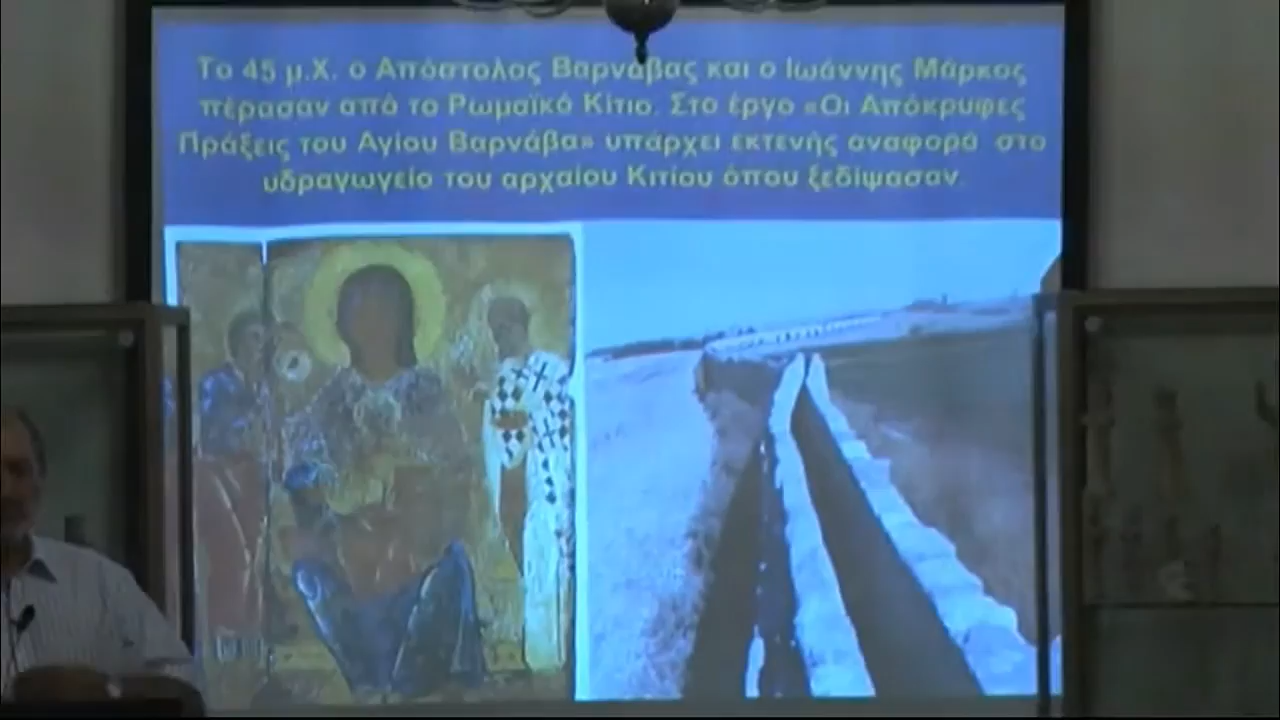 Το 45 μ.Χ. ο Απόστολος Βαρνάβας και ο Ιωάννης Μάρκος
πέρασαν από το Ρωμαϊκό Κίτιο. Στο έργο «Οι Απόκρυφες
Πράξεις του Αγίου Βαρνάβα» υπάρχει εκτενής αναφορά στο
υδραγωγείο του αρχαίου Κιτίου όπου ξεδίψασαν.